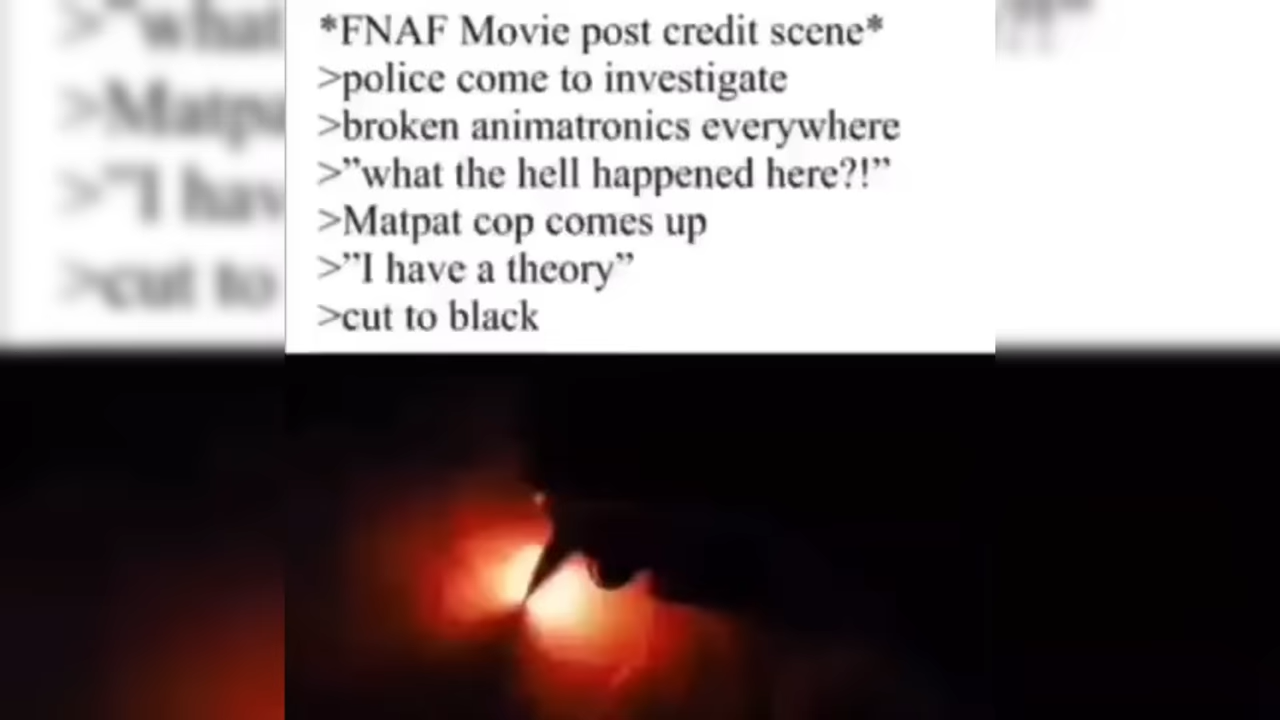 *FNAF Movie post credit scene*
>police come to investigate
>broken animatronics everywhere
>”what the hell happened here?!”
>Matpat cop comes up
>”I have a theory”
>cut to black